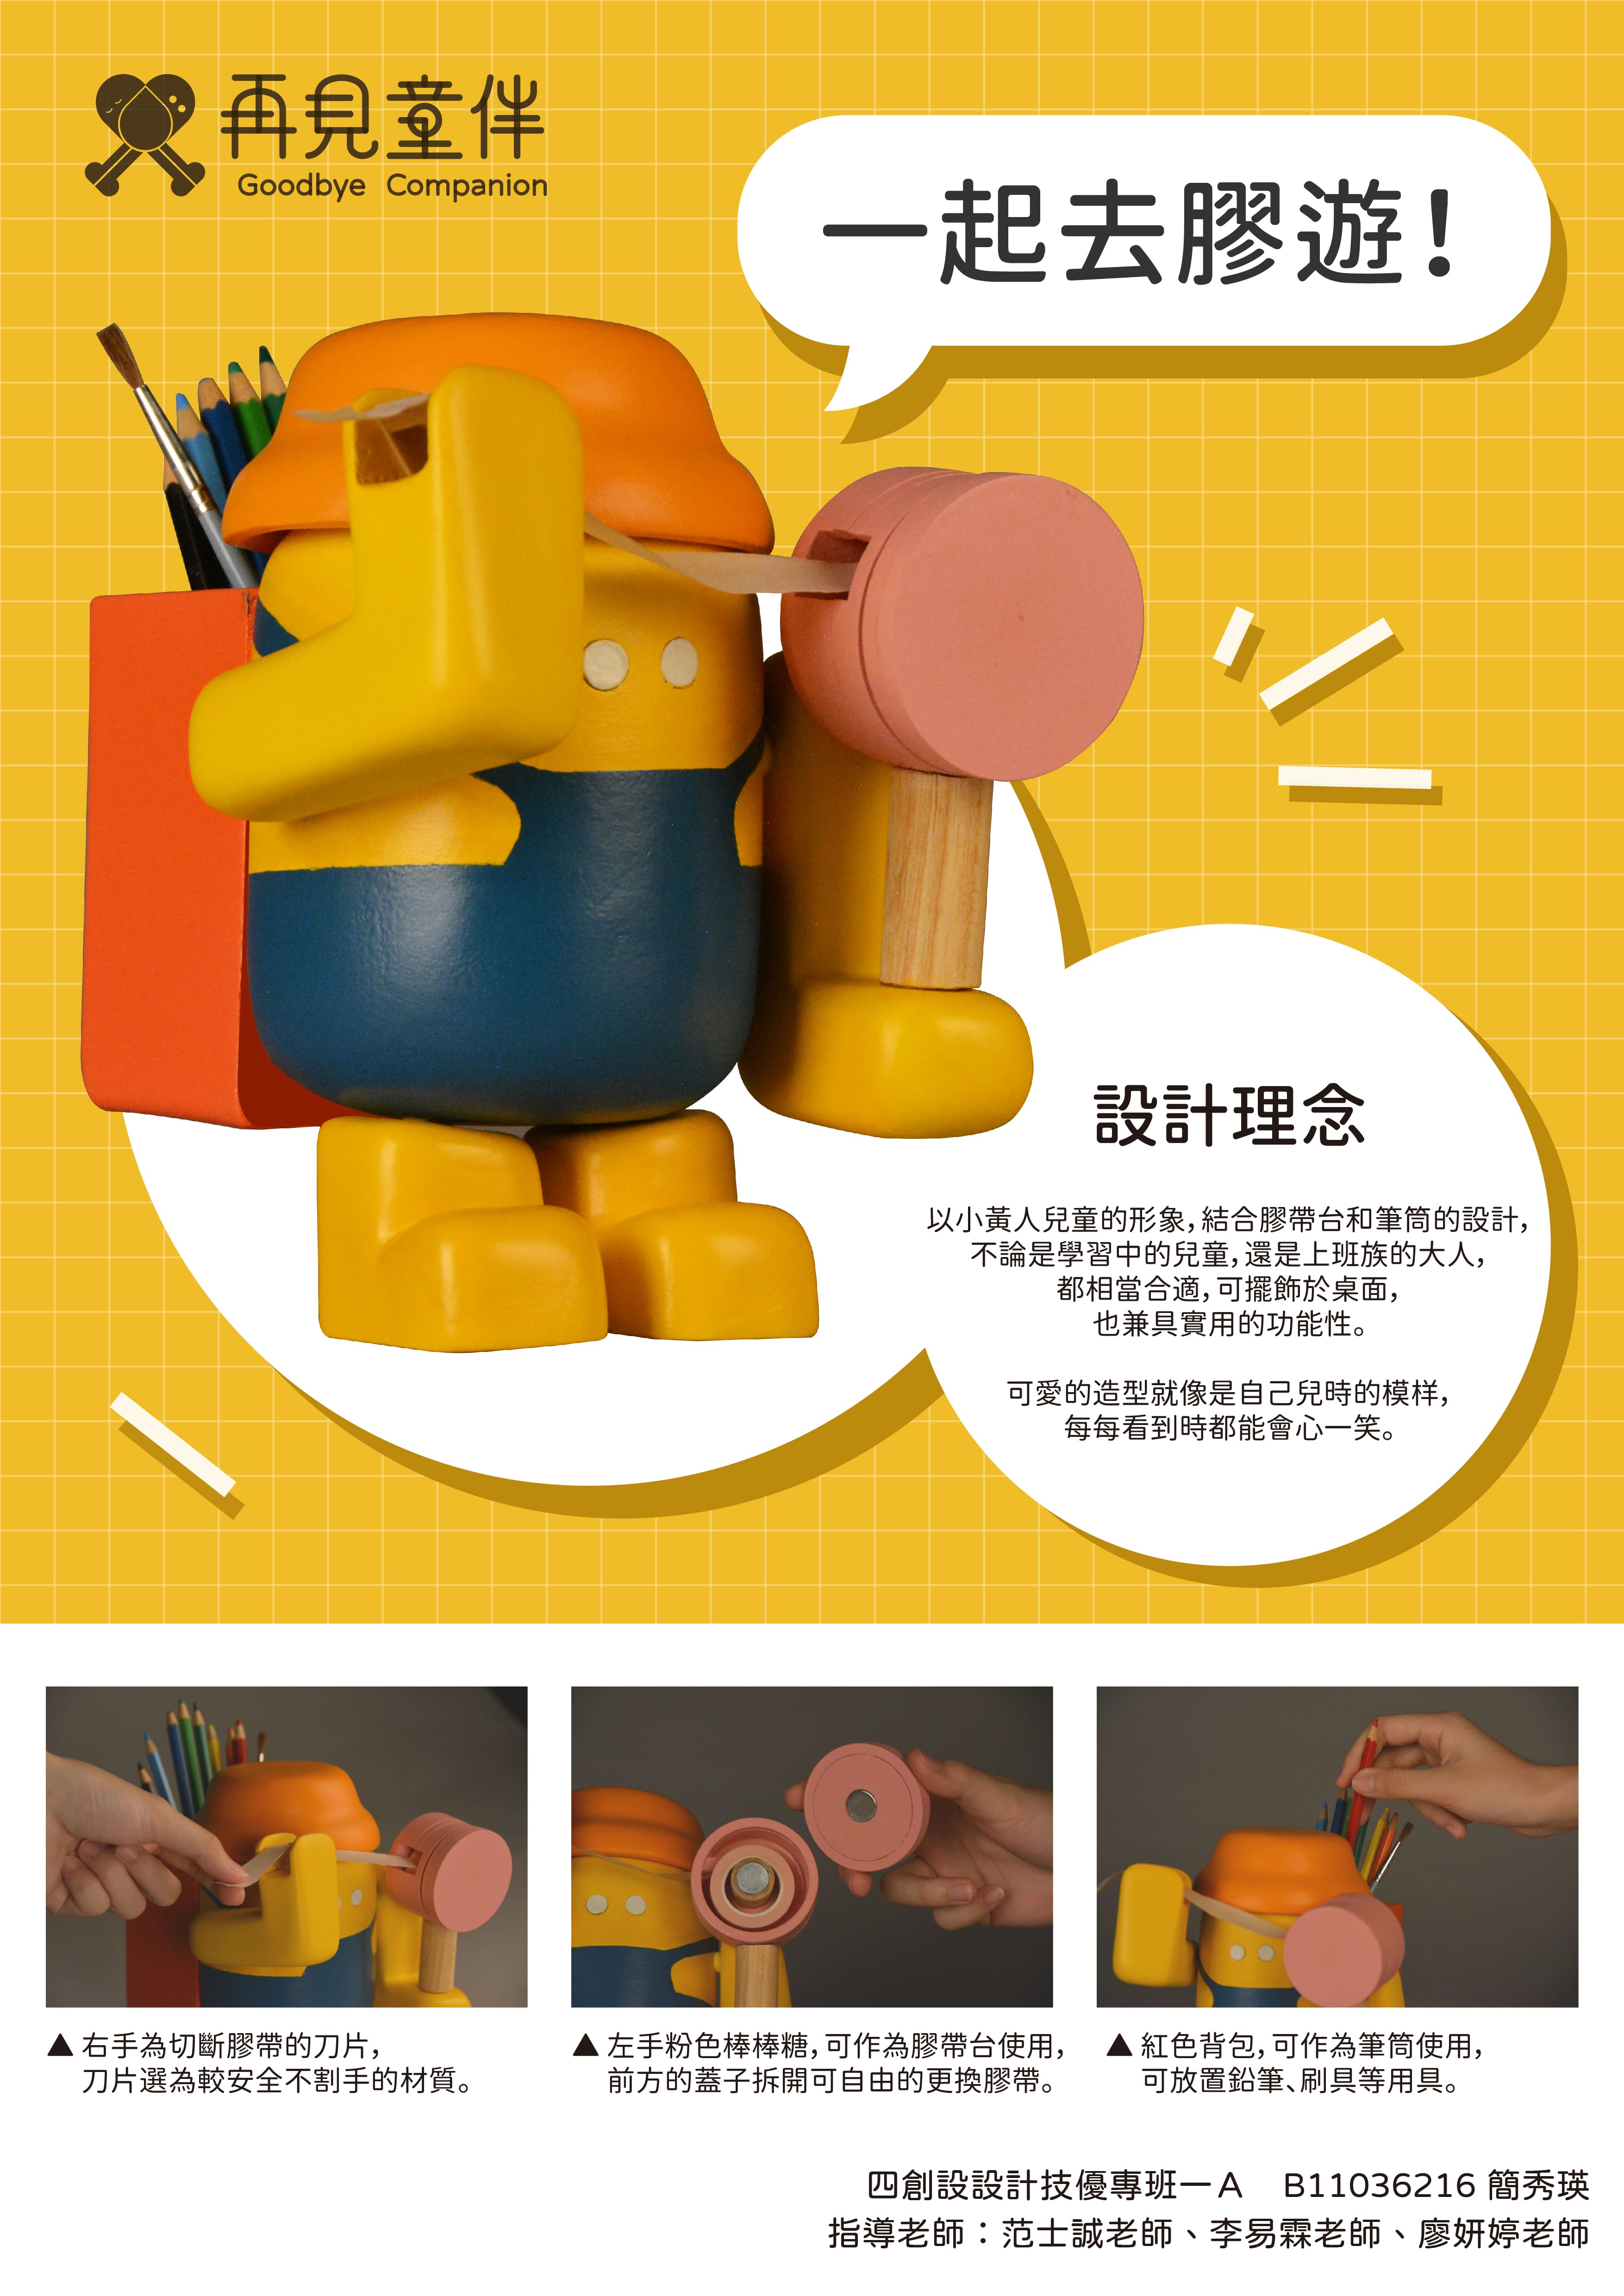 再見童伴
Goodbye Companion
一起去膠遊！
設計理念
以小黃人兒童的形象，結合膠帶台和筆筒的設計，
不論是學習中的兒童，還是上班族的大人，
都相當合適，可擺飾於桌面，
也兼具實用的功能性。
可愛的造型就像是自己兒時的模样，
每每看到時都能會心一笑。
▲ 右手為切斷膠帶的刀片，
刀片選為較安全不割手的材質。
▲ 左手粉色棒棒糖，可作為膠帶台使用，
前方的蓋子拆開可自由的更換膠帶。
▲ 紅色背包，可作為筆筒使用，
可放置鉛筆、刷具等用具。
四創設設計技優專班一A B11036216 簡秀瑛
指導老師：范士誠老師、李易霖老師、廖妍婷老師